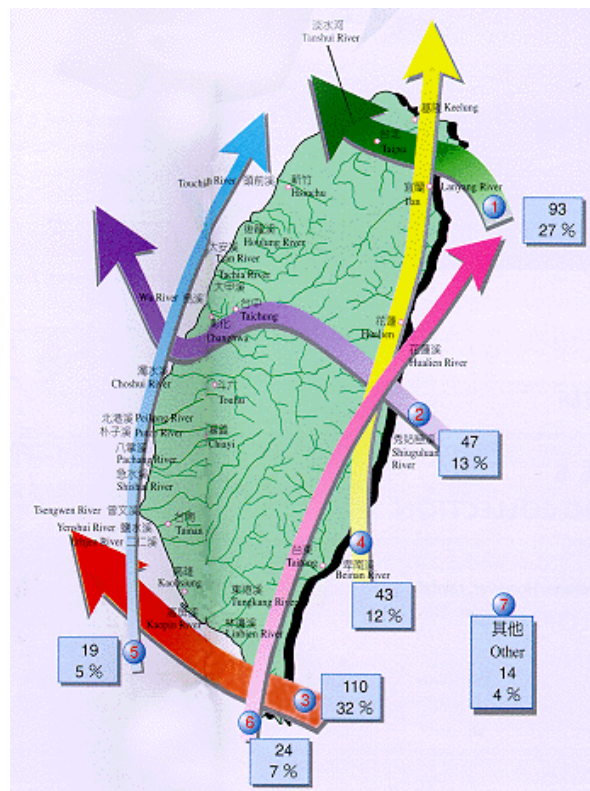 淡水河
Tanshui River
基隆 Keelung
台北
Taipei
Touchih River 頭前溪
新竹
Hsinchu
宜蘭
Ilan
Lanyang River
1
93
27 %
後龍溪
Houlung River
大安溪
Taan River
Tachia River
大甲溪
Wu River 烏溪
台中
Taichung
彰化
Changhwa
花蓮
Hualien
花蓮溪
Hualien River
濁水溪
Choshui River
斗六
Touliu
2
47
13 %
北港溪 Peikang River
朴子溪 Putzu River
嘉義
Chiayi
秀姑巒溪
Shiuguluan
River
八掌溪
Pachang River
急水溪
Shishui River
Tsengwen River 曾文溪
Yenshui River 鹽水溪
二仁溪
台南
Tainan
4
台東
Taitung
卑南溪
Beinan River
43
12 %
高雄
Kaohsiung
東港溪
Tungkang River
Kaopin River
林邊溪
Linbien River
7
其他
Other
14
4 %
5
19
5 %
3
110
32 %
6
24
7 %